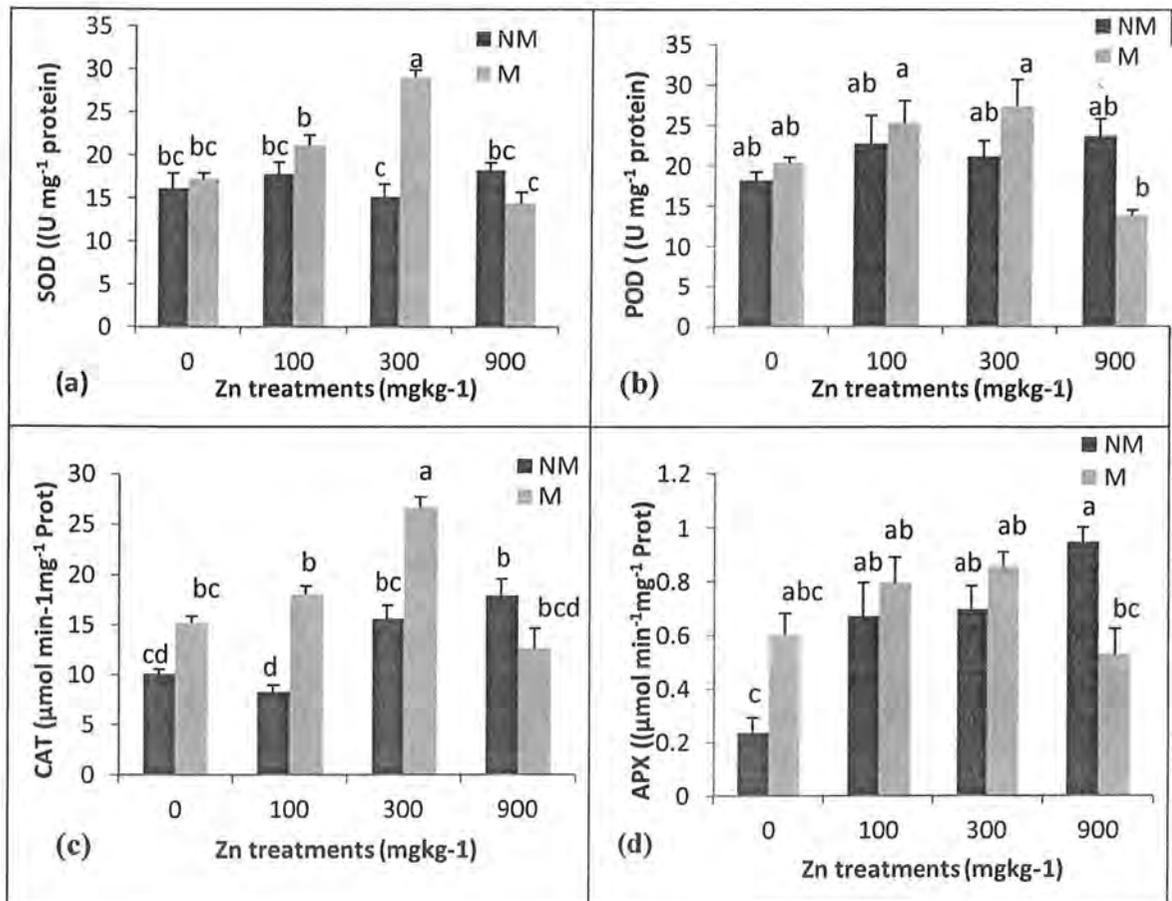 NM
M
SOD ((U mg⁻¹ protein)
35
30
25
20
15
10
5
0
bc
bc
bc
b
c
a
bc
c
0
100
300
900
(a)
Zn treatments (mgkg-1)
NM
M
POD ( (U mg⁻¹ protein)
35
30
25
20
15
10
5
0
ab
ab
ab
a
ab
a
ab
b
0
100
300
900
(b)
Zn treatments (mgkg-1)
NM
M
CAT (µmol min-1mg⁻¹ Prot)
30
25
20
15
10
5
0
cd
bc
d
b
bc
a
b
bcd
0
100
300
900
(c)
Zn treatments (mgkg-1)
NM
M
APX ((µmol min⁻¹mg⁻¹ Prot)
1.2
1
0.8
0.6
0.4
0.2
0
c
abc
ab
ab
ab
ab
a
bc
0
100
300
900
(d)
Zn treatments (mgkg-1)